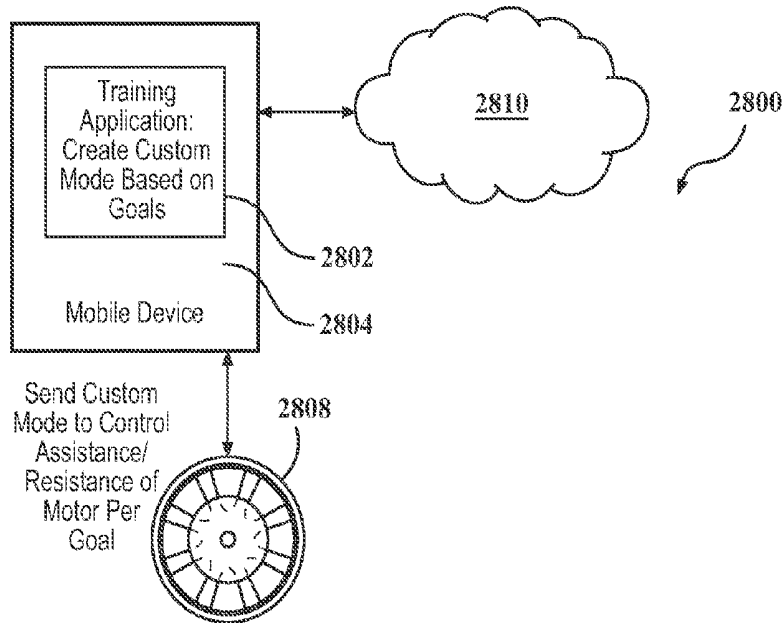 Training
Application:
Create Custom
Mode Based on
Goals
2810
2800
2802
2804
Mobile Device
Send Custom
Mode to Control
Assistance/
Resistance of
Motor Per
Goal
2808